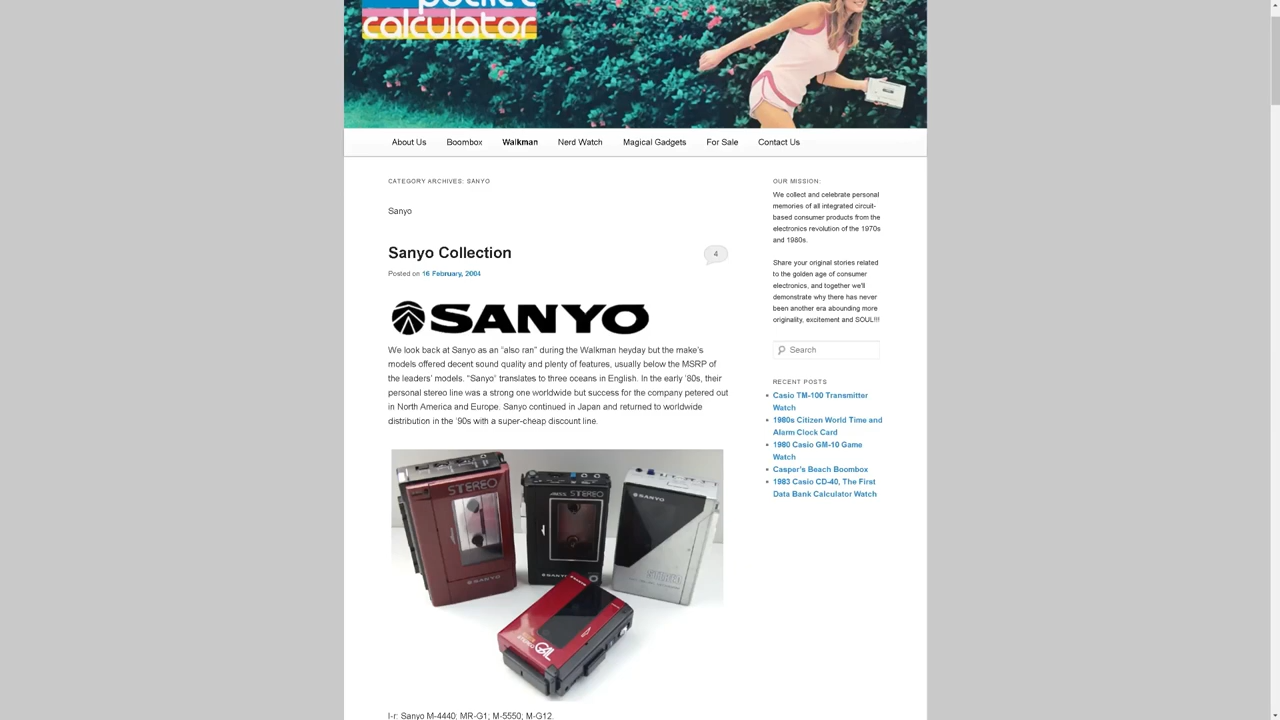 pocket
calculator
About Us Boombox Walkman Nerd Watch Magical Gadgets For Sale Contact Us
CATEGORY ARCHIVES: SANYO
Sanyo
Sanyo Collection
4
Posted on 16 February, 2004
SANYO
We look back at Sanyo as an “also ran” during the Walkman heyday but the make’s
models offered decent sound quality and plenty of features, usually below the MSRP of
the leaders’ models. “Sanyo” translates to three oceans in English. In the early ’80s, their
personal stereo line was a strong one worldwide but success for the company petered out
in North America and Europe. Sanyo continued in Japan and returned to worldwide
distribution in the ’90s with a super-cheap discount line.
STEREO
SANYO
STEREO
SANYO
SANYO
STEREO
GAL
l-r: Sanyo M-4440; MR-G1; M-5550, M-G12.
OUR MISSION:
We collect and celebrate personal
memories of all integrated circuit-
based consumer products from the
electronics revolution of the 1970s
and 1980s.
Share your original stories related
to the golden age of consumer
electronics, and together we'll
demonstrate why there has never
been another era abounding more
originality, excitement and SOUL!!!
Search
RECENT POSTS
Casio TM-100 Transmitter
Watch
1980s Citizen World Time and
Alarm Clock Card
1980 Casio GM-10 Game
Watch
Casper's Beach Boombox
1983 Casio CD-40, The First
Data Bank Calculator Watch